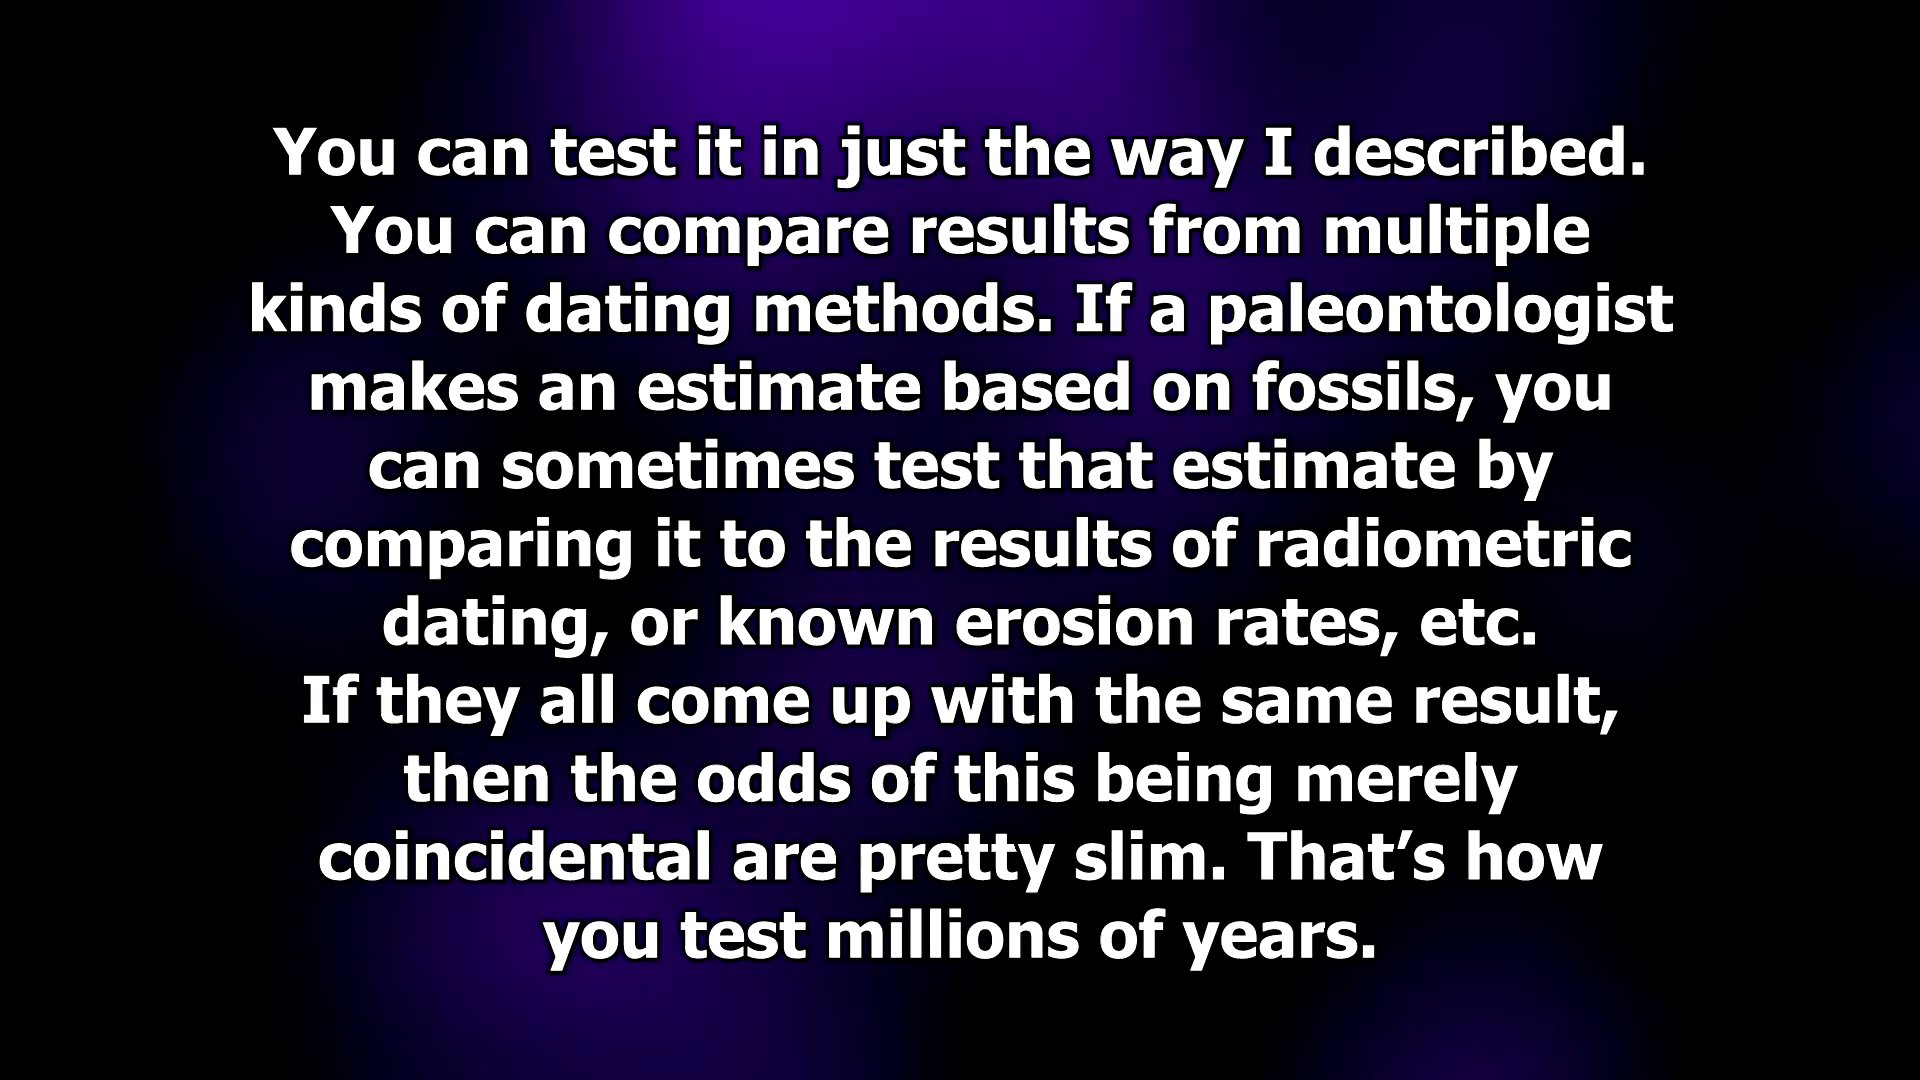 You can test it in just the way I described.
You can compare results from multiple
kinds of dating methods. If a paleontologist
makes an estimate based on fossils, you
can sometimes test that estimate by
comparing it to the results of radiometric
dating, or known erosion rates, etc.
If they all come up with the same result,
then the odds of this being merely
coincidental are pretty slim. That’s how
you test millions of years.